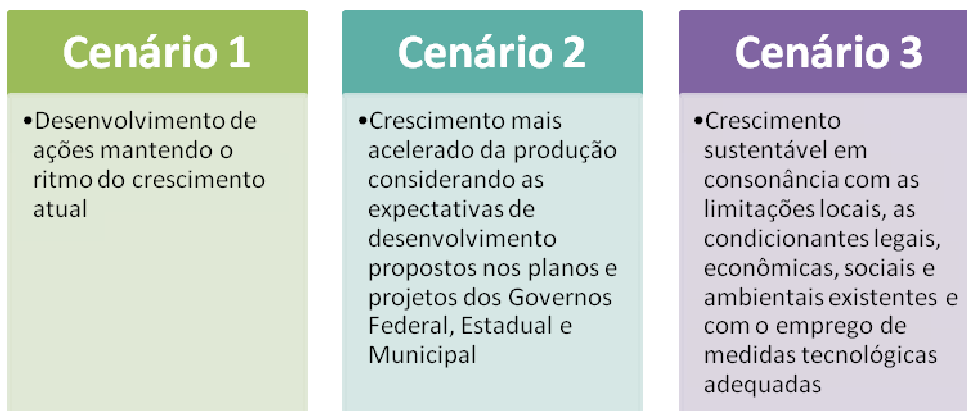 Cenário 1
•Desenvolvimento de
ações mantendo o
ritmo do crescimento
atual
Cenário 2
•Crescimento mais
acelerado da produção
considerando as
expectativas de
desenvolvimento
propostos nos planos e
projetos dos Governos
Federal, Estadual e
Municipal
Cenário 3
•Crescimento
sustentável em
consonância com as
limitações locais, as
condicionantes legais,
econômicas, sociais e
ambientais existentes e
com o emprego de
medidas tecnológicas
adequadas